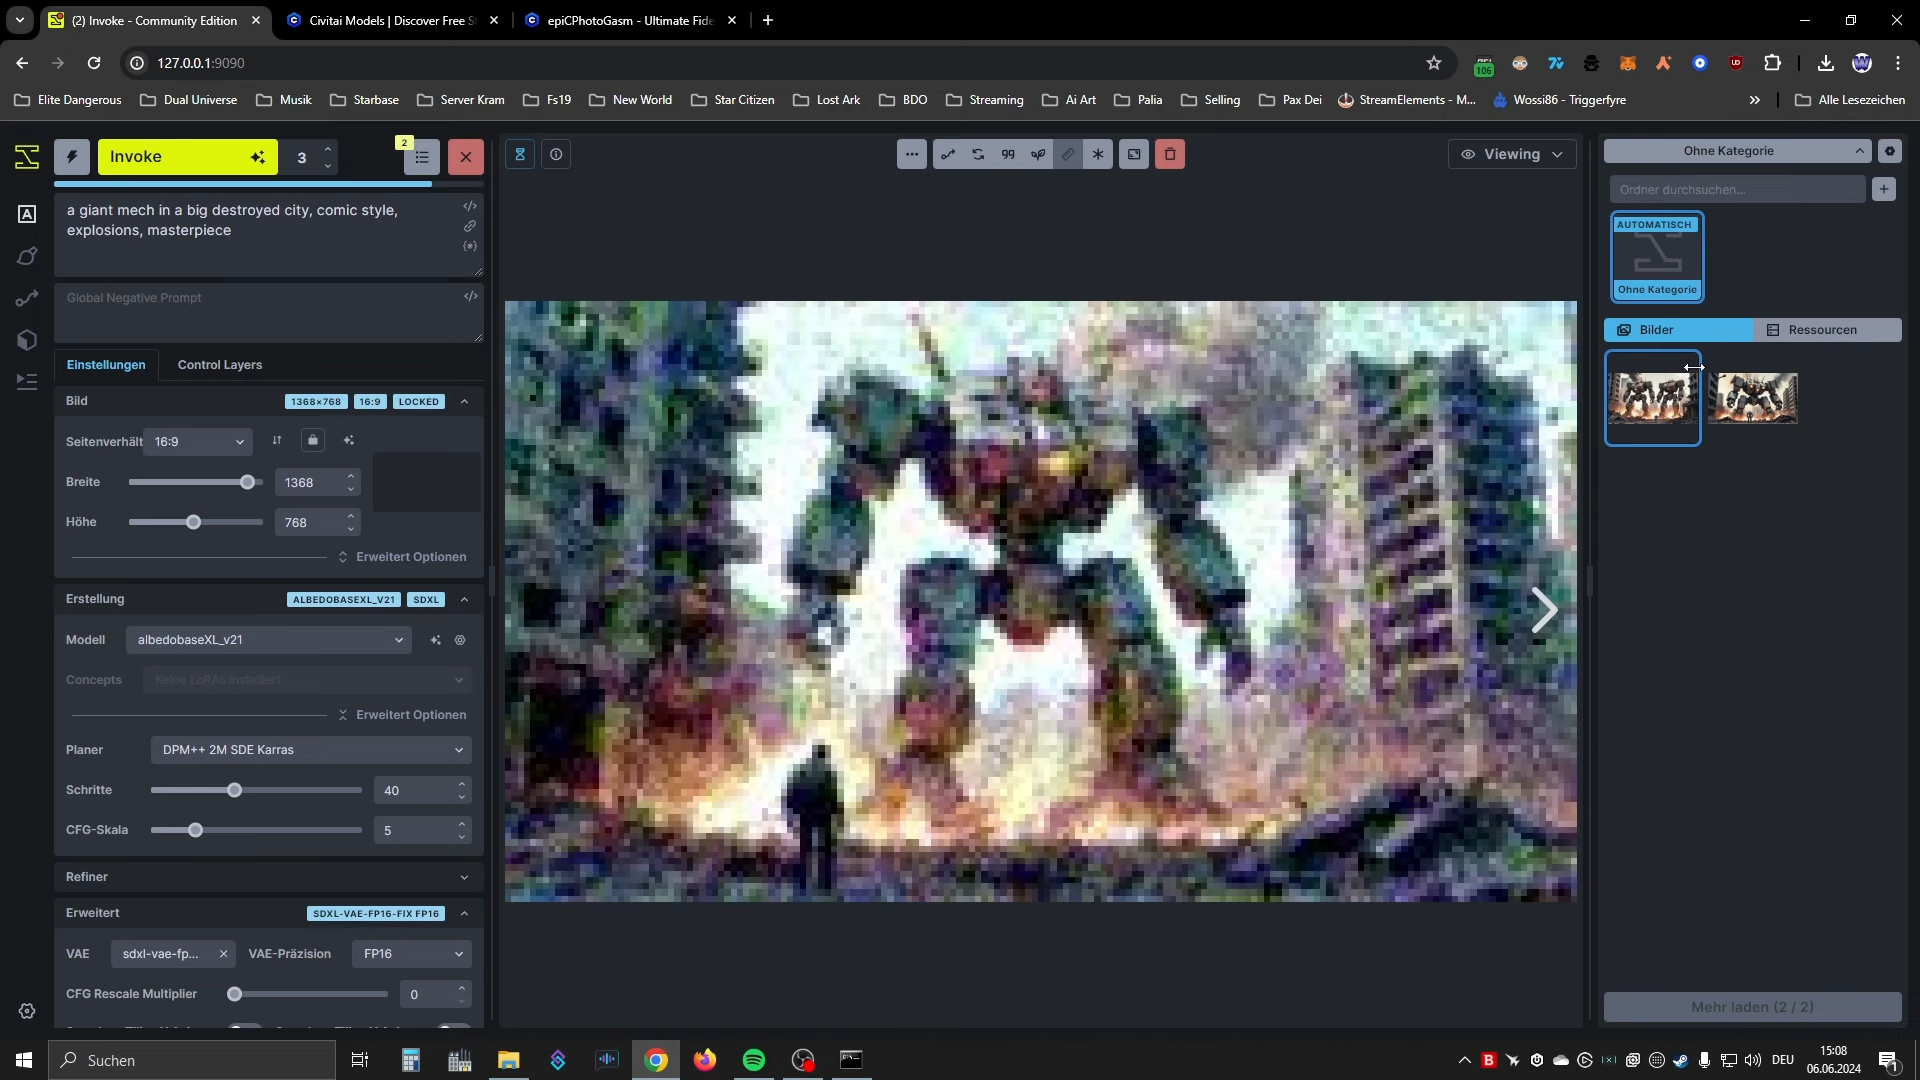 (2) Invoke - Community Edition
Civitai Models | Discover Free S
epiCPhotoGasm - Ultimate Fide
127.0.0.1:9090
106
Elite Dangerous
Dual Universe
Musik
Starbase
Server Kram
Fs19
New World
Star Citizen
Lost Ark
BDO
Streaming
Ai Art
Palia
Selling
Pax Dei
StreamElements - M...
Wossi86 - Triggerfyre
Alle Lesezeichen
Invoke
3
2
Viewing
Ohne Kategorie
Ordner durchsuchen...
a giant mech in a big destroyed city, comic style,
explosions, masterpiece
AUTOMATISCH
Ohne Kategorie
Global Negative Prompt
Bilder
Ressourcen
Einstellungen
Control Layers
Bild
1368×768
16:9
LOCKED
Seitenverhält
16:9
Breite
1368
Höhe
768
Erweitert Optionen
Erstellung
ALBEDOBASEXL_V21
SDXL
Modell
albedobaseXL_v21
Concepts
Keine LoRAs installiert
Erweitert Optionen
Planer
DPM++ 2M SDE Karras
Schritte
40
CFG-Skala
5
Refiner
Erweitert
SDXL-VAE-FP16-FIX FP16
VAE
sdxl-vae-fp...
VAE-Präzision
FP16
CFG Rescale Multiplier
0
Mehr laden (2 / 2)
Suchen
DEU
15:08
06.06.2024
1